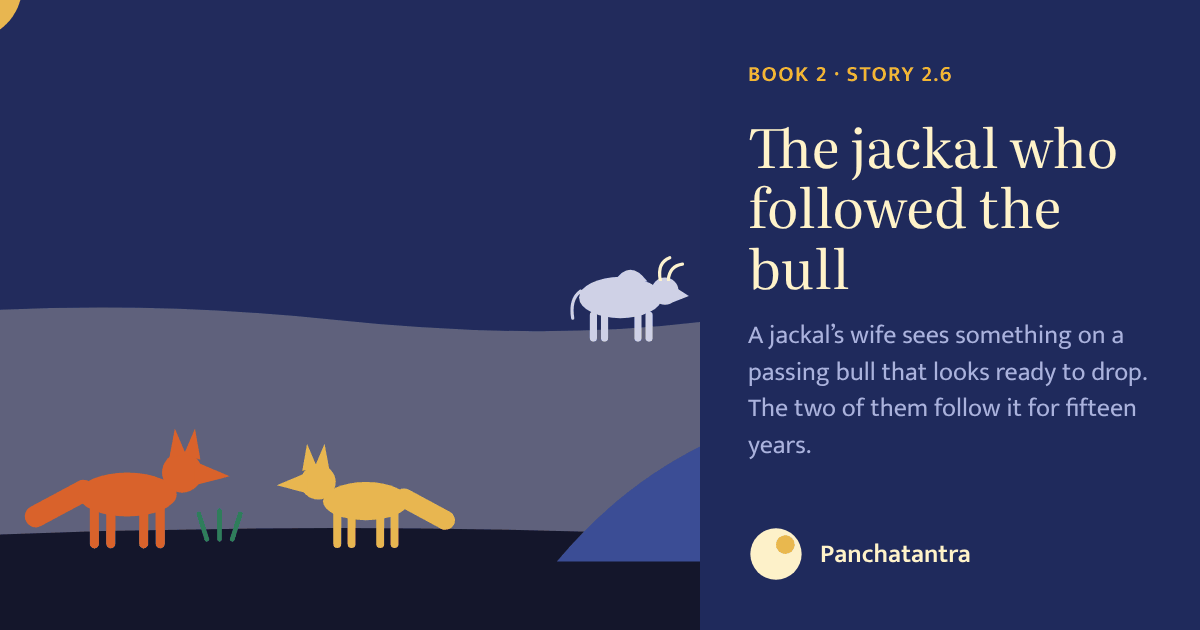 BOOK 2 · STORY 2.6
The jackal who
followed the
bull
A jackal’s wife sees something on a
passing bull that looks ready to drop.
The two of them follow it for fifteen
years.
Panchatantra